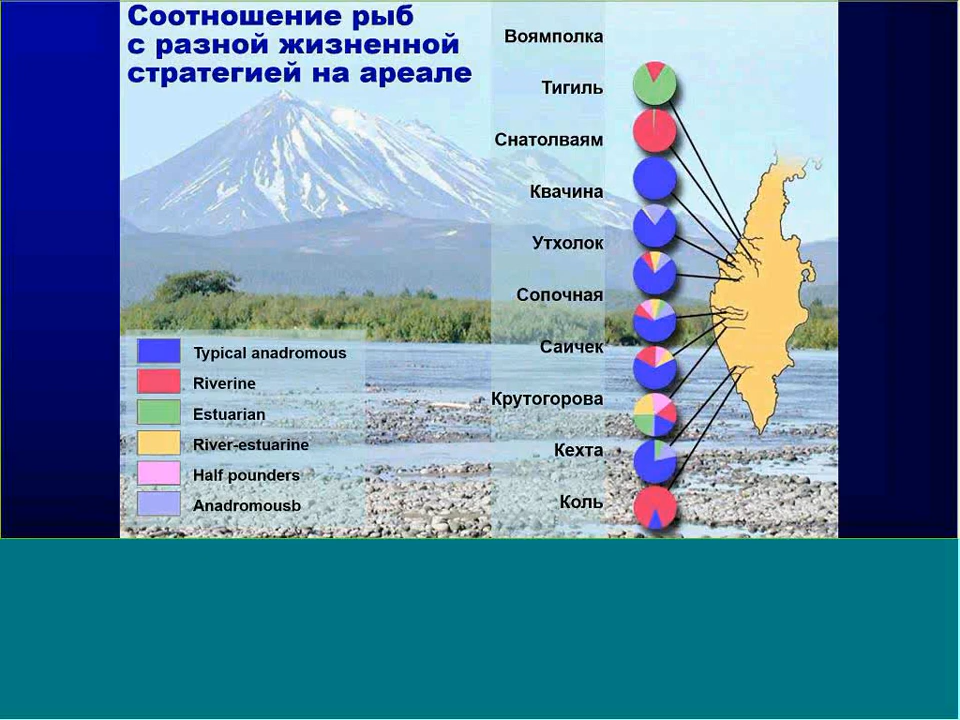 Соотношение рыб
с разной жизненной
стратегией на ареале
Воямполка
Тигиль
Снатолваям
Квачина
Утхолок
Сопочная
Саичек
Крутогорова
Кехта
Коль
Typical anadromous
Riverine
Estuarian
River-estuarine
Half pounders
Anadromousb